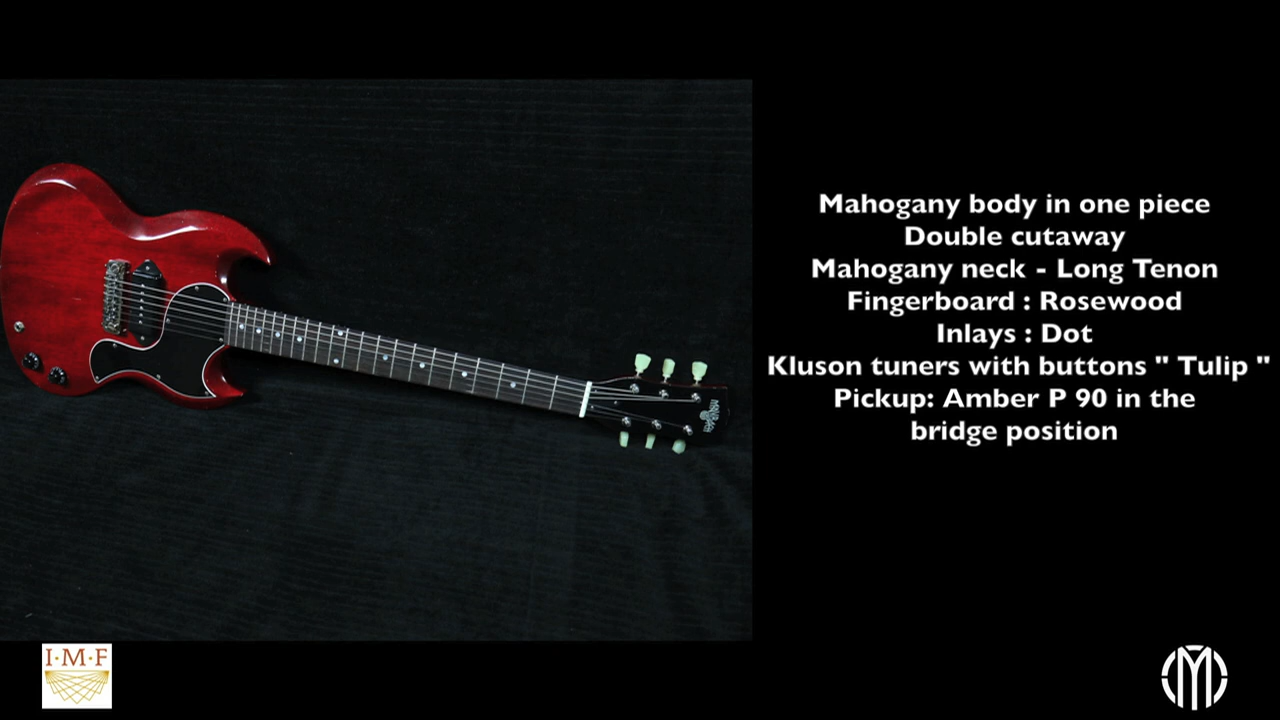 Mahogany body in one piece
Double cutaway
Mahogany neck - Long Tenon
Fingerboard : Rosewood
Inlays : Dot
Kluson tuners with buttons " Tulip "
Pickup: Amber P 90 in the
bridge position
I·M·F